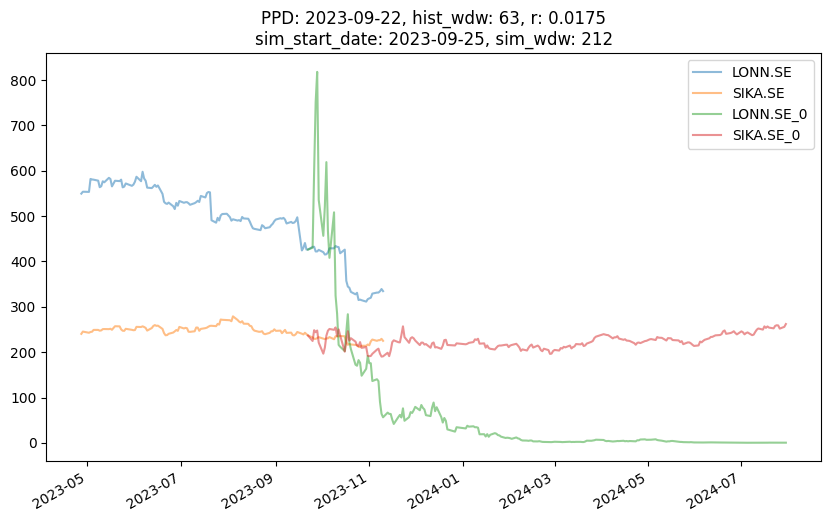 PPD: 2023-09-22, hist_wdw: 63, r: 0.0175
sim_start_date: 2023-09-25, sim_wdw: 212
LONN.SE
SIKA.SE
LONN.SE_0
SIKA.SE_0
800
700
600
500
400
300
200
100
0
2023-05
2023-07
2023-09
2023-11
2024-01
2024-03
2024-05
2024-07